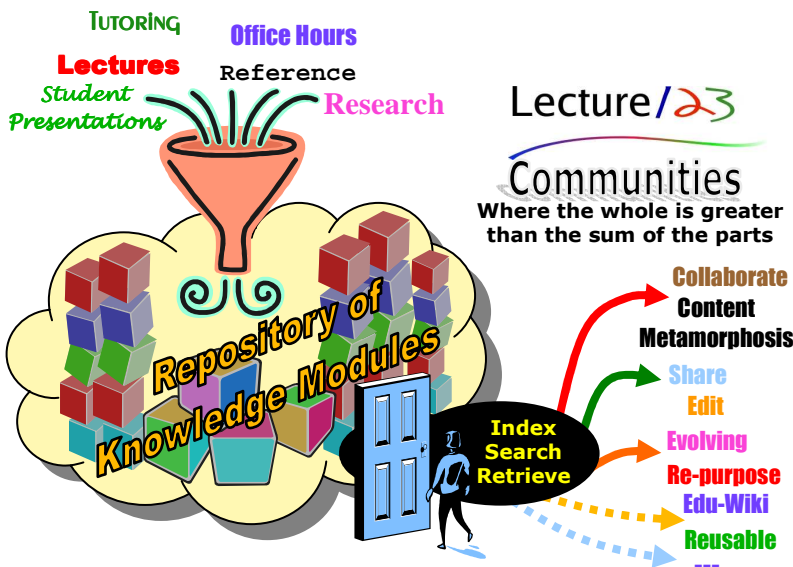 TUTORING
Office Hours
Lectures
Reference
Student
Presentations
Research
Lecture/23
Communities
Where the whole is greater
than the sum of the parts
Repository of
Knowledge Modules
Index
Search
Retrieve
Collaborate
Content
Metamorphosis
Share
Edit
Evolving
Re-purpose
Edu-Wiki
Reusable